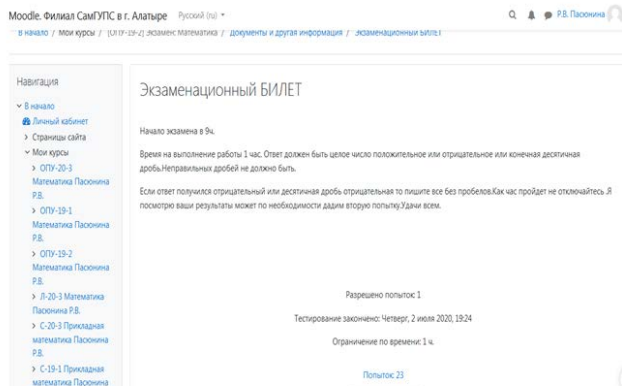 Moodle. Филиал СамГУПС в г. Алатыре Русский (ru) Р.В. Пасюнина
В начало / Мои курсы / [ОПУ-19-2] Экзамен: Математика / Документы и другая информация / Экзаменационный БИЛЕТ
Навигация
В начало
Личный кабинет
Страницы сайта
Мои курсы
ОПУ-20-3
Математика Пасюнина
Р.В.
ОПУ-19-1
Математика Пасюнина
Р.В.
ОПУ-19-2
Математика Пасюнина
Р.В.
Л-20-3 Математика
Пасюнина Р.В.
С-20-3 Прикладная
математика Пасюнина
Р.В.
С-19-1 Прикладная
математика Пасюнина
Экзаменационный БИЛЕТ
Начало экзамена в 9ч.
Время на выполнение работы 1 час. Ответ должен быть целое число положительное или отрицательное или конечная десятичная
дробь.Неправильных дробей не должно быть.
Если ответ получился отрицательный или десятичная дробь отрицательная то пишите все без пробелов.Как час пройдет не отключайтесь .Я
посмотрю ваши результаты может по необходимости дадим вторую попытку.Удачи всем.
Разрешено попыток: 1
Тестирование закончено: Четверг, 2 июля 2020, 19:24
Ограничение по времени: 1 ч.
Попыток: 23